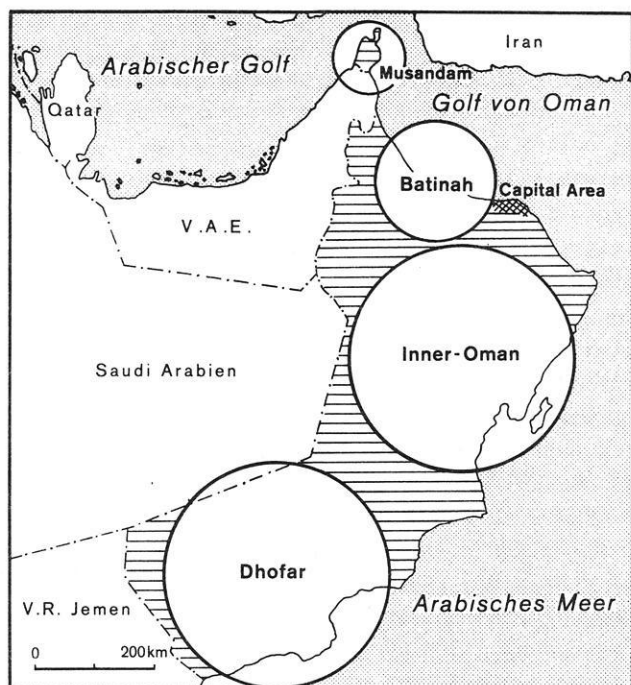 Iran
Arabischer Golf
Musandam
Qatar
Golf von Oman
Batinah
Capital Area
V.A.E.
Inner-Oman
Saudi Arabien
Dhofar
V.R. Jemen
Arabisches Meer
0 200km